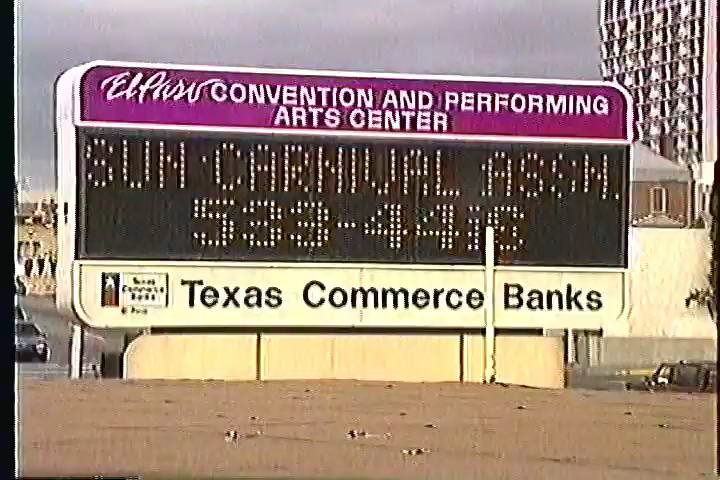 El Paso CONVENTION AND PERFORMING
ARTS CENTER
SUN CARNIVAL ASSN.
533-4416
Texas Commerce Banks